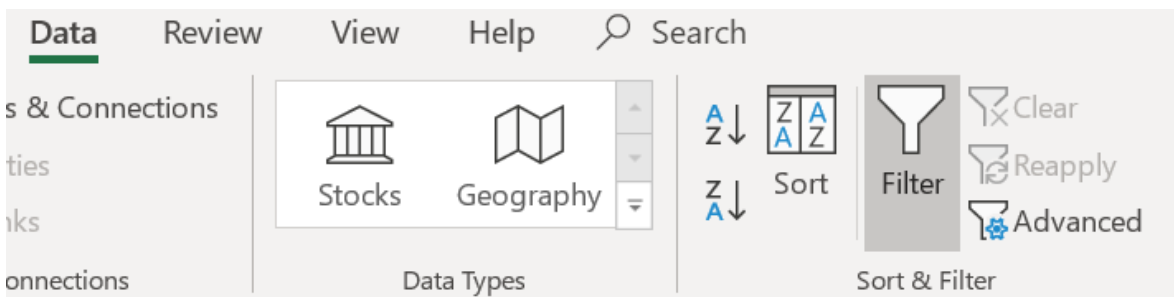 Data Review View Help Search
s & Connections
ties
nks
onnections
Stocks Geography
Data Types
A
Z
Z
A
Z A
A Z
Sort
Filter
Clear
Reapply
Advanced
Sort & Filter